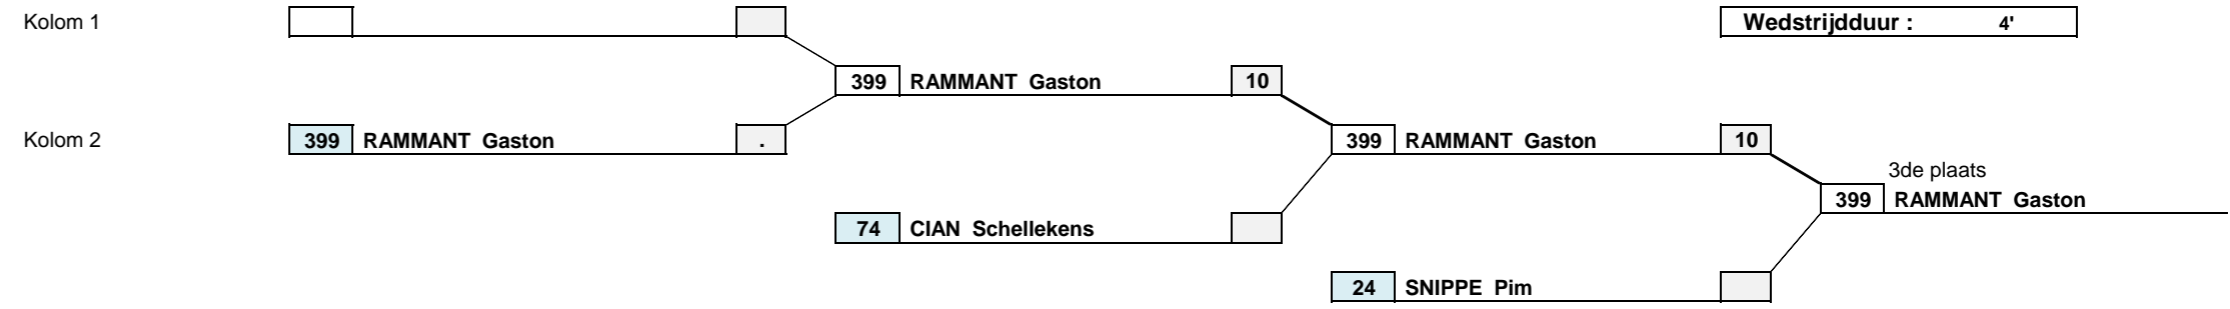 Kolom 1
Wedstrijdduur : 4'
399 RAMMANT Gaston 10
Kolom 2
399 RAMMANT Gaston .
399 RAMMANT Gaston 10
3de plaats
399 RAMMANT Gaston
74 CIAN Schellekens
24 SNIPPE Pim